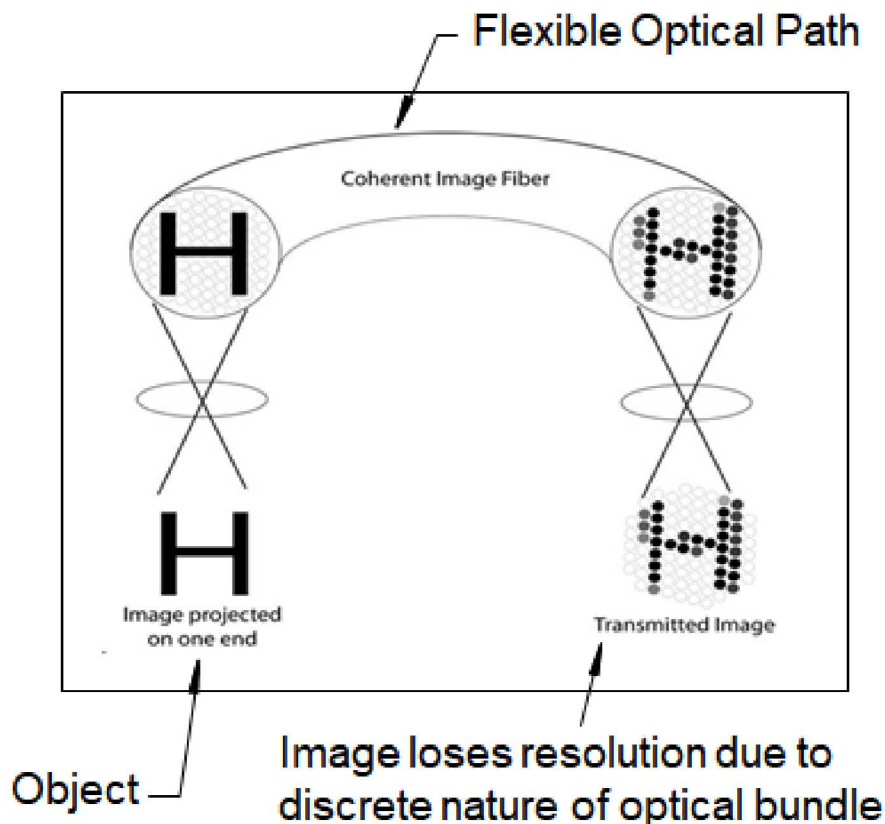 Flexible Optical Path
Coherent Image Fiber
H
H
H
H
Image projected
on one end
Transmitted Image
Object
Image loses resolution due to
discrete nature of optical bundle